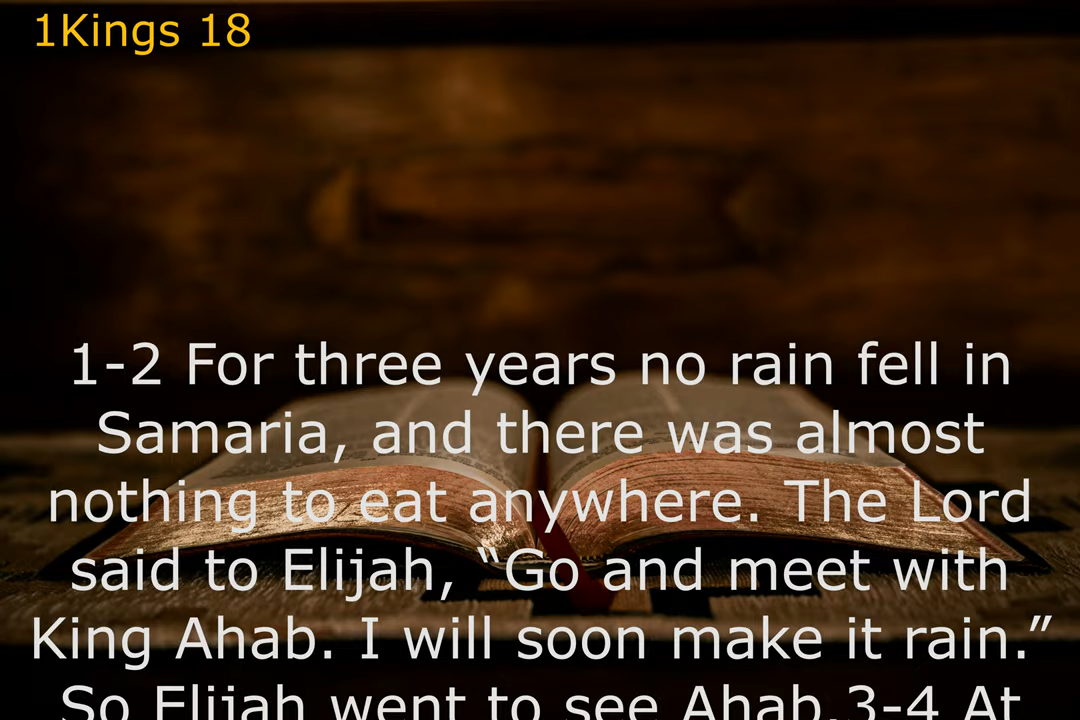 1Kings 18
1-2 For three years no rain fell in
Samaria, and there was almost
nothing to eat anywhere. The Lord
said to Elijah, “Go and meet with
King Ahab. I will soon make it rain.”
So Elijah went to see Ahab.3-4 At